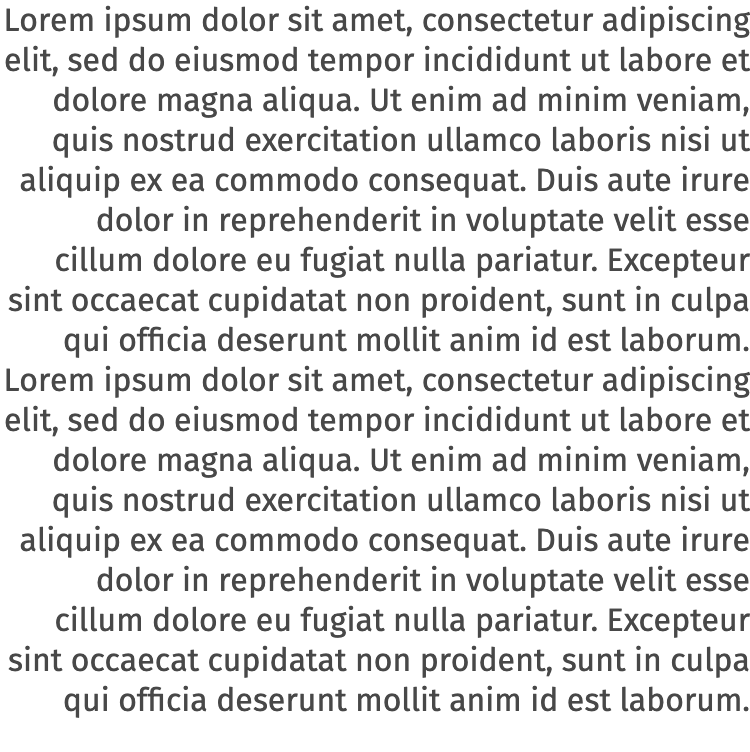 Lorem ipsum dolor sit amet, consectetur adipiscing
elit, sed do eiusmod tempor incididunt ut labore et
dolore magna aliqua. Ut enim ad minim veniam,
quis nostrud exercitation ullamco laboris nisi ut
aliquip ex ea commodo consequat. Duis aute irure
dolor in reprehenderit in voluptate velit esse
cillum dolore eu fugiat nulla pariatur. Excepteur
sint occaecat cupidatat non proident, sunt in culpa
qui officia deserunt mollit anim id est laborum.
Lorem ipsum dolor sit amet, consectetur adipiscing
elit, sed do eiusmod tempor incididunt ut labore et
dolore magna aliqua. Ut enim ad minim veniam,
quis nostrud exercitation ullamco laboris nisi ut
aliquip ex ea commodo consequat. Duis aute irure
dolor in reprehenderit in voluptate velit esse
cillum dolore eu fugiat nulla pariatur. Excepteur
sint occaecat cupidatat non proident, sunt in culpa
qui officia deserunt mollit anim id est laborum.